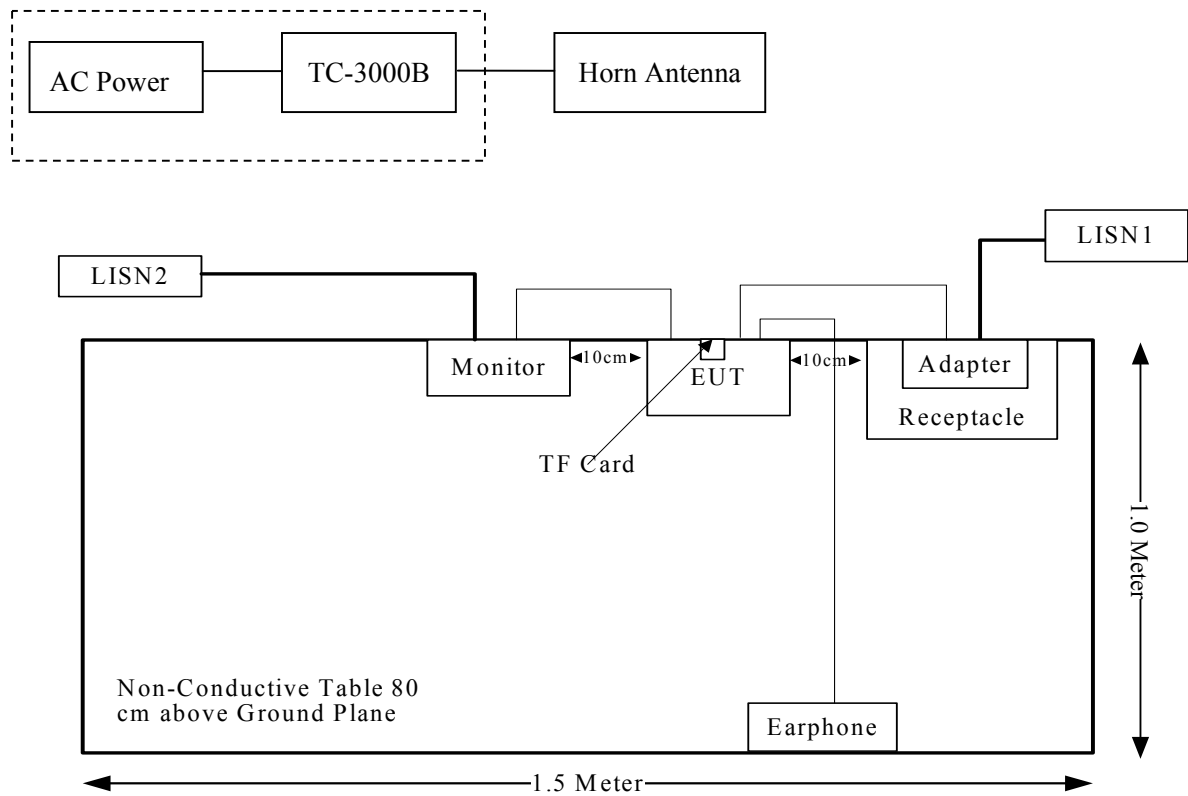 AC Power
TC-3000B
Horn Antenna
LISN1
LISN2
Monitor
10cm
EUT
10cm
Adapter
Receptacle
TF Card
1.0 Meter
Non-Conductive Table 80
cm above Ground Plane
Earphone
1.5 Meter